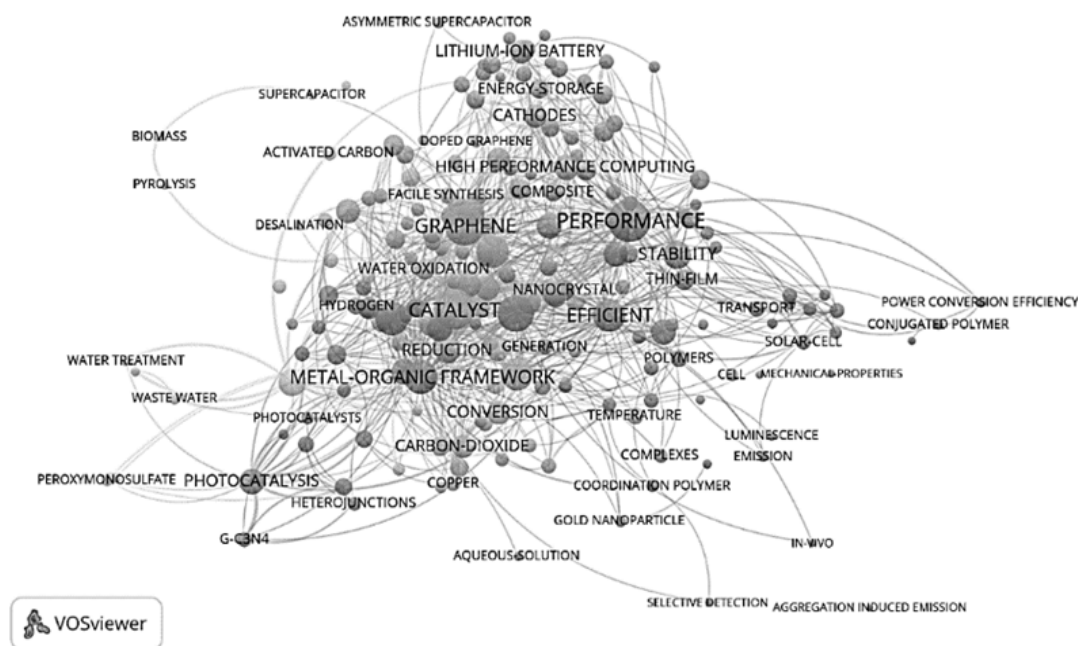 ASYMMETRIC SUPERCAPACITOR
LITHIUM-ION BATTERY
SUPERCAPACITOR
ENERGY-STORAGE
CATHODES
BIOMASS
DOPED GRAPHENE
ACTIVATED CARBON
HIGH PERFORMANCE COMPUTING
PYROLYSIS
FACILE SYNTHESIS
COMPOSITE
DESALINATION
GRAPHENE
PERFORMANCE
WATER OXIDATION
STABILITY
THIN-FILM
NANOCRYSTAL
HYDROGEN
CATALYST
EFFICIENT
TRANSPORT
POWER CONVERSION EFFICIENCY
CONJUGATED POLYMER
REDUCTION
GENERATION
SOLAR-CELL
WATER TREATMENT
POLYMERS
METAL-ORGANIC FRAMEWORK
CELL
MECHANICAL-PROPERTIES
WASTE WATER
PHOTOCATALYSTS
CONVERSION
TEMPERATURE
CARBON-DIOXIDE
LUMINESCENCE
COMPLEXES
EMISSION
PEROXYMONOSULFATE
PHOTOCATALYSIS
COPPER
COORDINATION POLYMER
HETEROJUNCTIONS
GOLD NANOPARTICLE
G-C3N4
AQUEOUS-SOLUTION
IN-VIVO
SELECTIVE DETECTION
AGGREGATION INDUCED EMISSION
VOSviewer